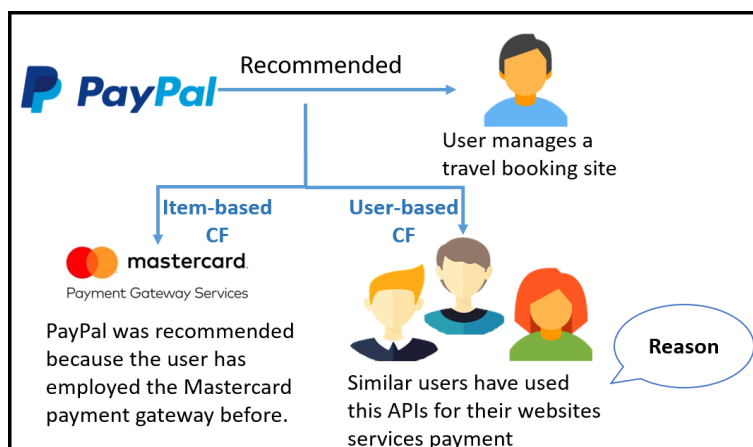 PayPal
Recommended
User manages a
travel booking site
Item-based
CF
User-based
CF
mastercard.
Payment Gateway Services
PayPal was recommended
because the user has
employed the Mastercard
payment gateway before.
Similar users have used
this APIs for their websites
services payment
Reason